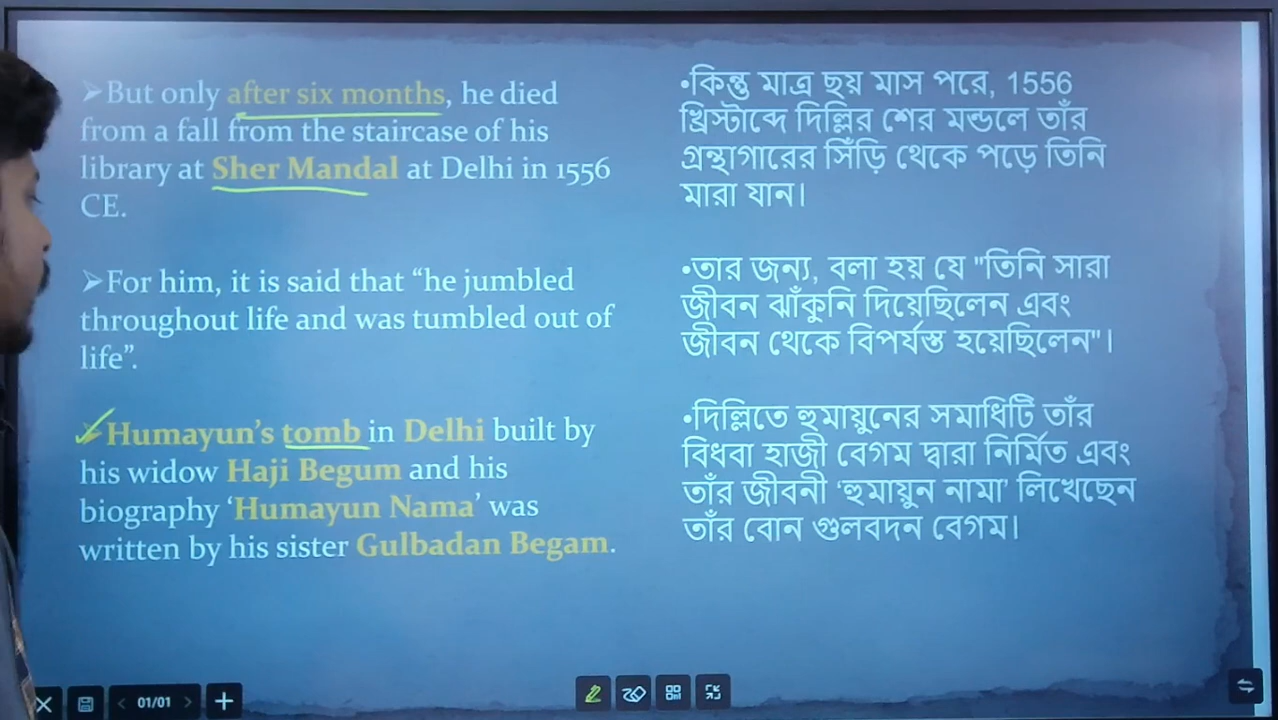 ➤But only after six months, he died
from a fall from the staircase of his
library at Sher Mandal at Delhi in 1556
CE.
➤For him, it is said that “he jumbled
throughout life and was tumbled out of
life”.
➤Humayun’s tomb in Delhi built by
his widow Haji Begum and his
biography ‘Humayun Nama’ was
written by his sister Gulbadan Begam.
•কিন্তু মাত্র ছয় মাস পরে, 1556
খ্রিস্টাব্দে দিল্লির শের মন্ডলে তাঁর
গ্রন্থাগারের সিঁড়ি থেকে পড়ে তিনি
মারা যান।
•তার জন্য, বলা হয় যে "তিনি সারা
জীবন ঝাঁকুনি দিয়েছিলেন এবং
জীবন থেকে বিপর্যস্ত হয়েছিলেন"।
•দিল্লিতে হুমায়ুনের সমাধিটি তাঁর
বিধবা হাজী বেগম দ্বারা নির্মিত এবং
তাঁর জীবনী ‘হুমায়ুন নামা’ লিখেছেন
তাঁর বোন গুলবদন বেগম।
01/01